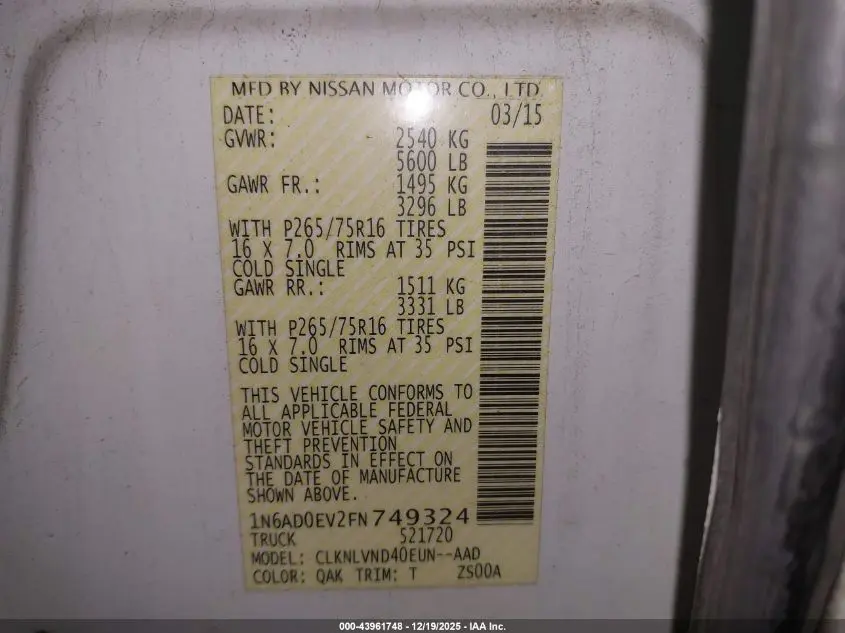 MFD BY NISSAN MOTOR CO., LTD.
DATE: 03/15
GVWR: 2540 KG
5600 LB
GAWR FR.: 1495 KG
3296 LB
WITH P265/75R16 TIRES
16 X 7.0 RIMS AT 35 PSI
COLD SINGLE
GAWR RR.: 1511 KG
3331 LB
WITH P265/75R16 TIRES
16 X 7.0 RIMS AT 35 PSI
COLD SINGLE
THIS VEHICLE CONFORMS TO
ALL APPLICABLE FEDERAL
MOTOR VEHICLE SAFETY AND
THEFT PREVENTION
STANDARDS IN EFFECT ON
THE DATE OF MANUFACTURE
SHOWN ABOVE.
1N6AD0EV2FN749324
TRUCK 521720
MODEL: CLKNLVND40EUN--AAD
COLOR: QAK TRIM: T ZS00A
000-43961748 - 12/19/2025 - IAA Inc.